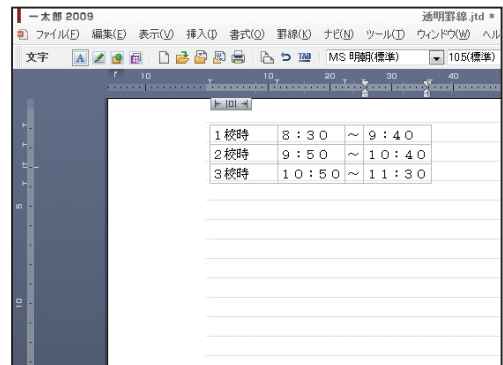 一太郎 2009 透明罫線.jtd *
ファイル(F) 編集(E) 表示(V) 挿入(I) 書式(O) 罫線(K) ナビ(N) ツール(T) ウィンドウ(W) ヘル
文字 A TAB MS 明朝(標準) 10.5(標準)
10 10 20 30 40
|0|
1校時 8:30 ~ 9:40
2校時 9:50 ~ 10:40
3校時 10:50 ~ 11:30
5
10